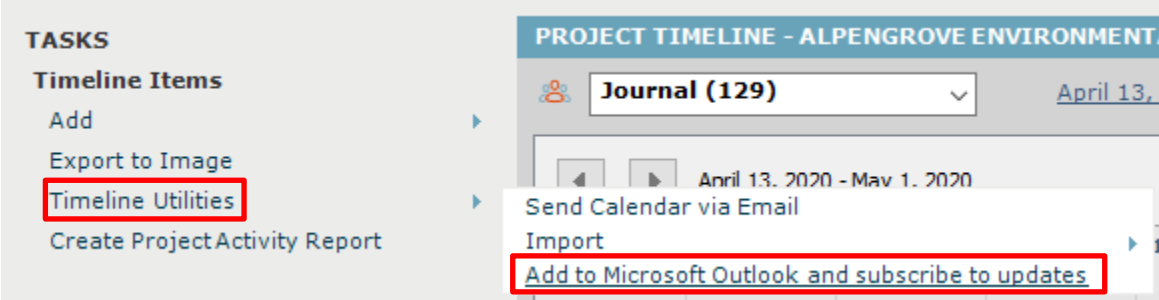 TASKS
Timeline Items
Add
Export to Image
Timeline Utilities
Create Project Activity Report
PROJECT TIMELINE - ALPENGROVE ENVIRONMENT
Journal (129)
April 13,
April 13, 2020 - May 1, 2020
Send Calendar via Email
Import
Add to Microsoft Outlook and subscribe to updates